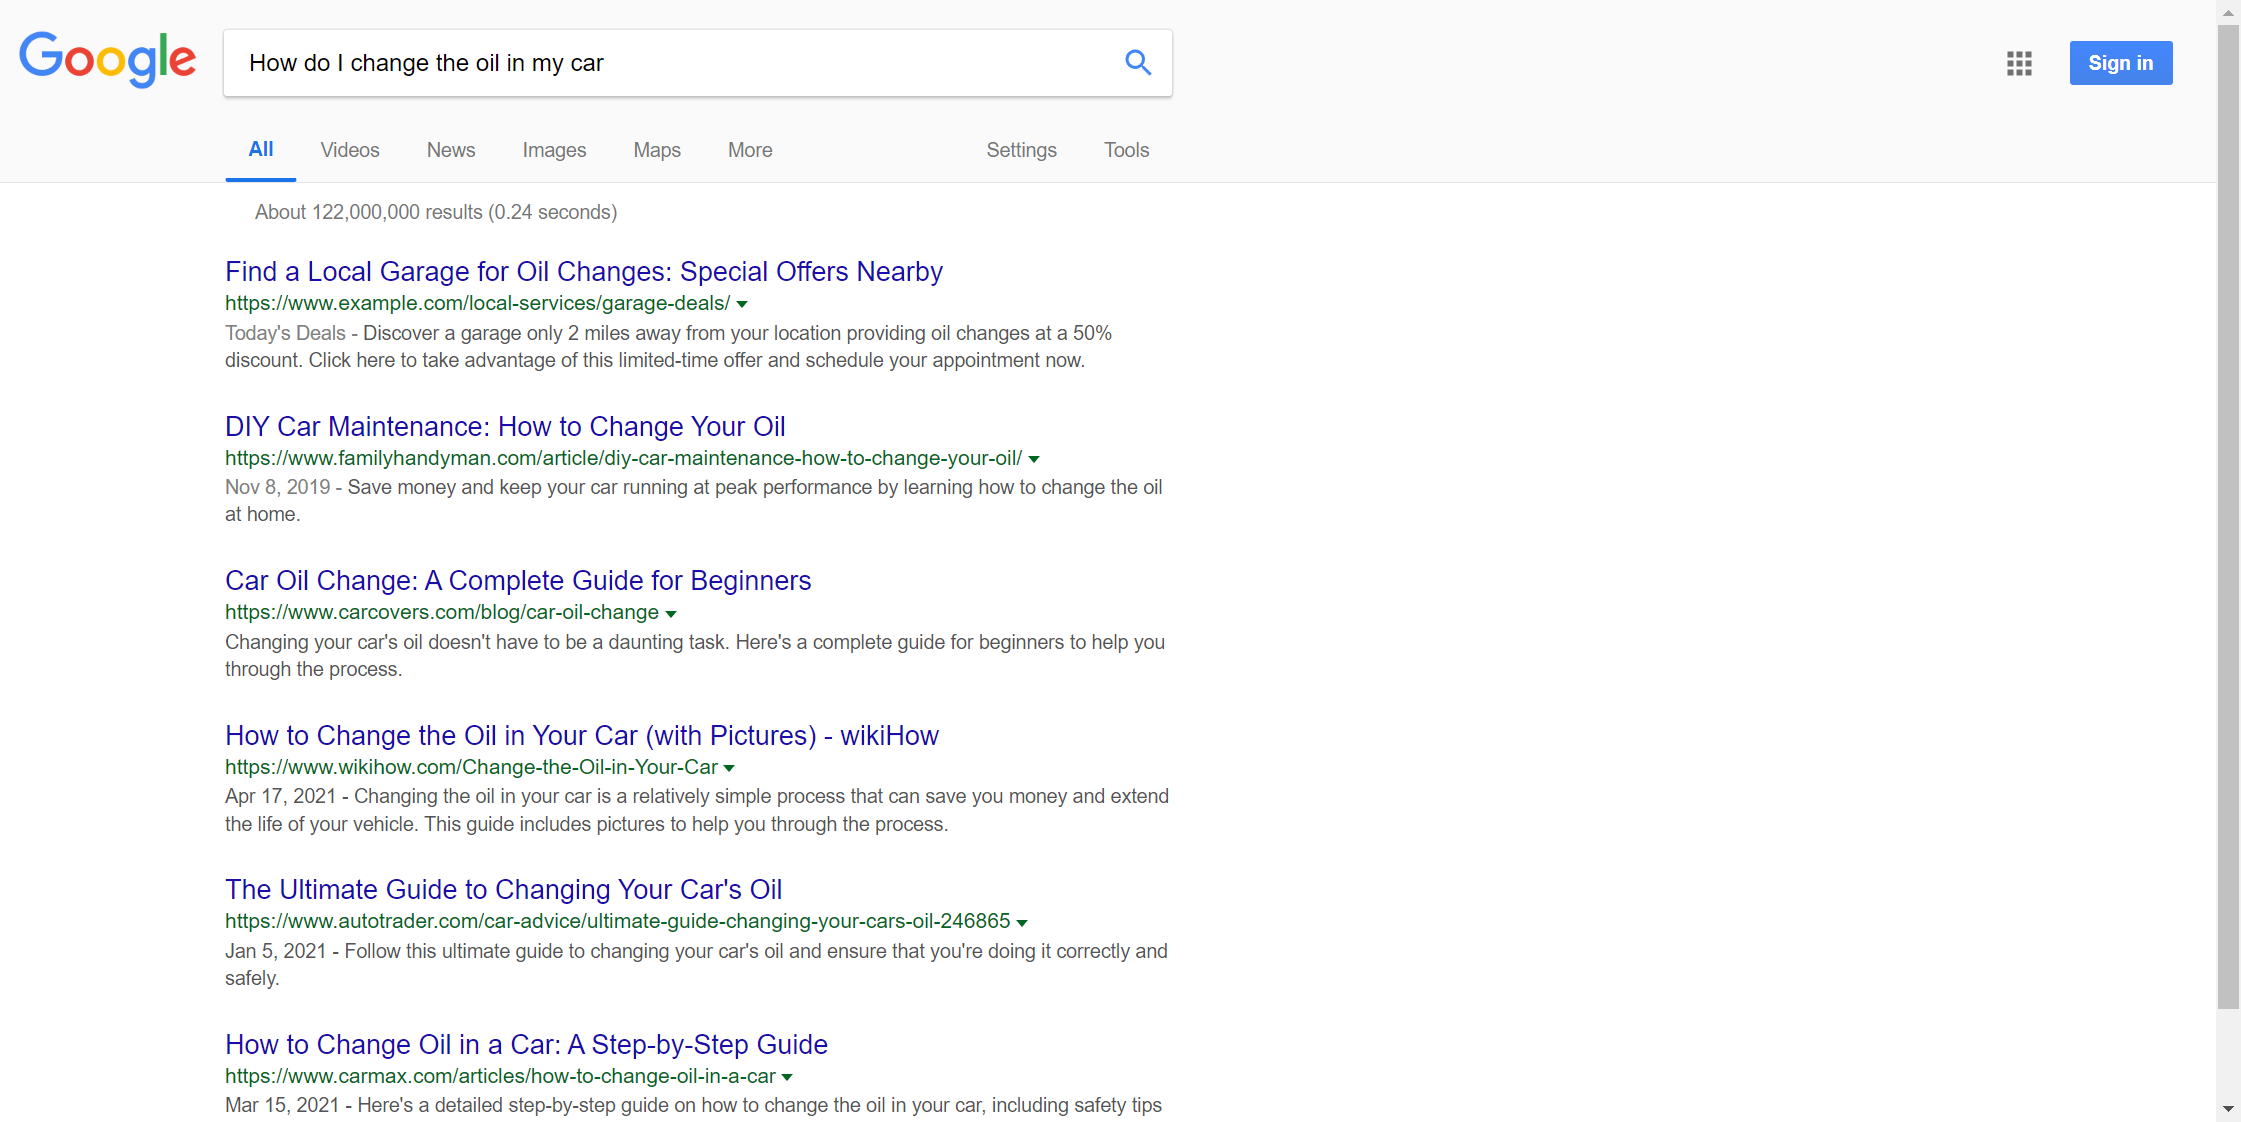 Google
How do I change the oil in my car
Sign in
All Videos News Images Maps More Settings Tools
About 122,000,000 results (0.24 seconds)
Find a Local Garage for Oil Changes: Special Offers Nearby
https://www.example.com/local-services/garage-deals/
Today's Deals - Discover a garage only 2 miles away from your location providing oil changes at a 50%
discount. Click here to take advantage of this limited-time offer and schedule your appointment now.
DIY Car Maintenance: How to Change Your Oil
https://www.familyhandyman.com/article/diy-car-maintenance-how-to-change-your-oil/
Nov 8, 2019 - Save money and keep your car running at peak performance by learning how to change the oil
at home.
Car Oil Change: A Complete Guide for Beginners
https://www.carcovers.com/blog/car-oil-change
Changing your car's oil doesn't have to be a daunting task. Here's a complete guide for beginners to help you
through the process.
How to Change the Oil in Your Car (with Pictures) - wikiHow
https://www.wikihow.com/Change-the-Oil-in-Your-Car
Apr 17, 2021 - Changing the oil in your car is a relatively simple process that can save you money and extend
the life of your vehicle. This guide includes pictures to help you through the process.
The Ultimate Guide to Changing Your Car's Oil
https://www.autotrader.com/car-advice/ultimate-guide-changing-your-cars-oil-246865
Jan 5, 2021 - Follow this ultimate guide to changing your car's oil and ensure that you're doing it correctly and
safely.
How to Change Oil in a Car: A Step-by-Step Guide
https://www.carmax.com/articles/how-to-change-oil-in-a-car
Mar 15, 2021 - Here's a detailed step-by-step guide on how to change the oil in your car, including safety tips